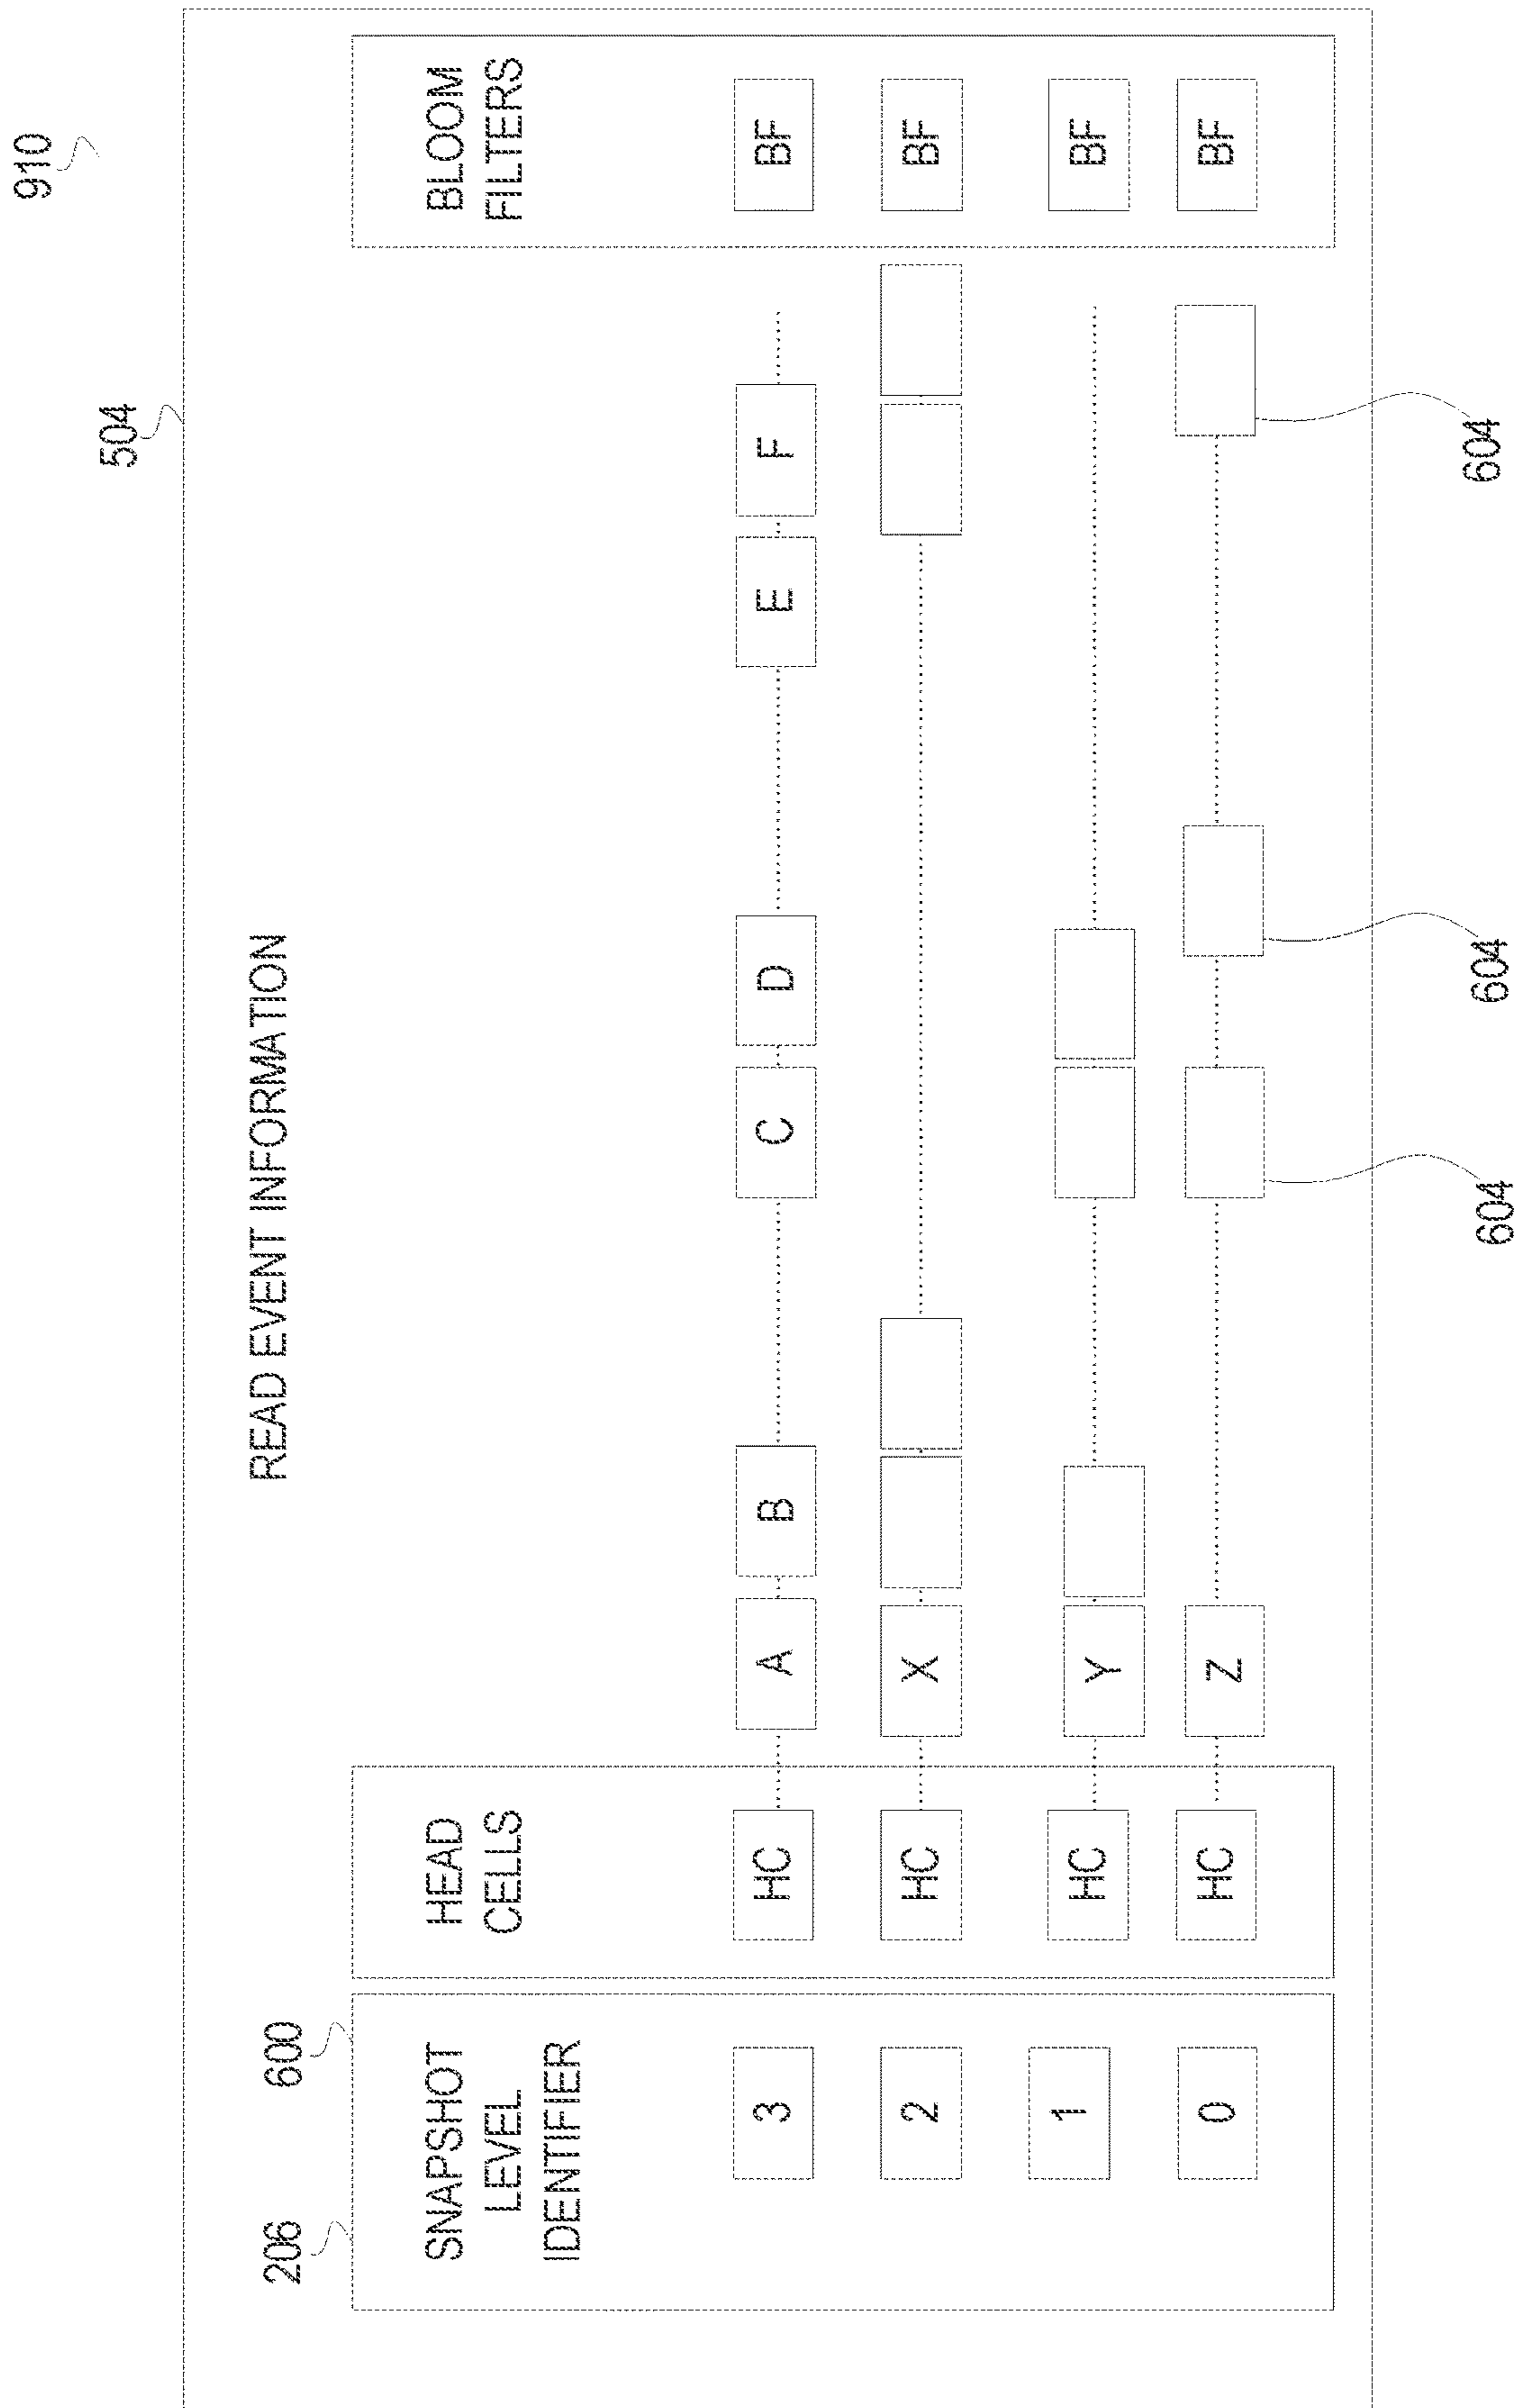 910
504
READ EVENT INFORMATION
206
600
SNAPSHOT
LEVEL
IDENTIFIER
HEAD
CELLS
BLOOM
FILTERS
3 HC A B C D E F BF
2 HC X BF
1 HC Y BF
0 HC Z BF
604
604
604